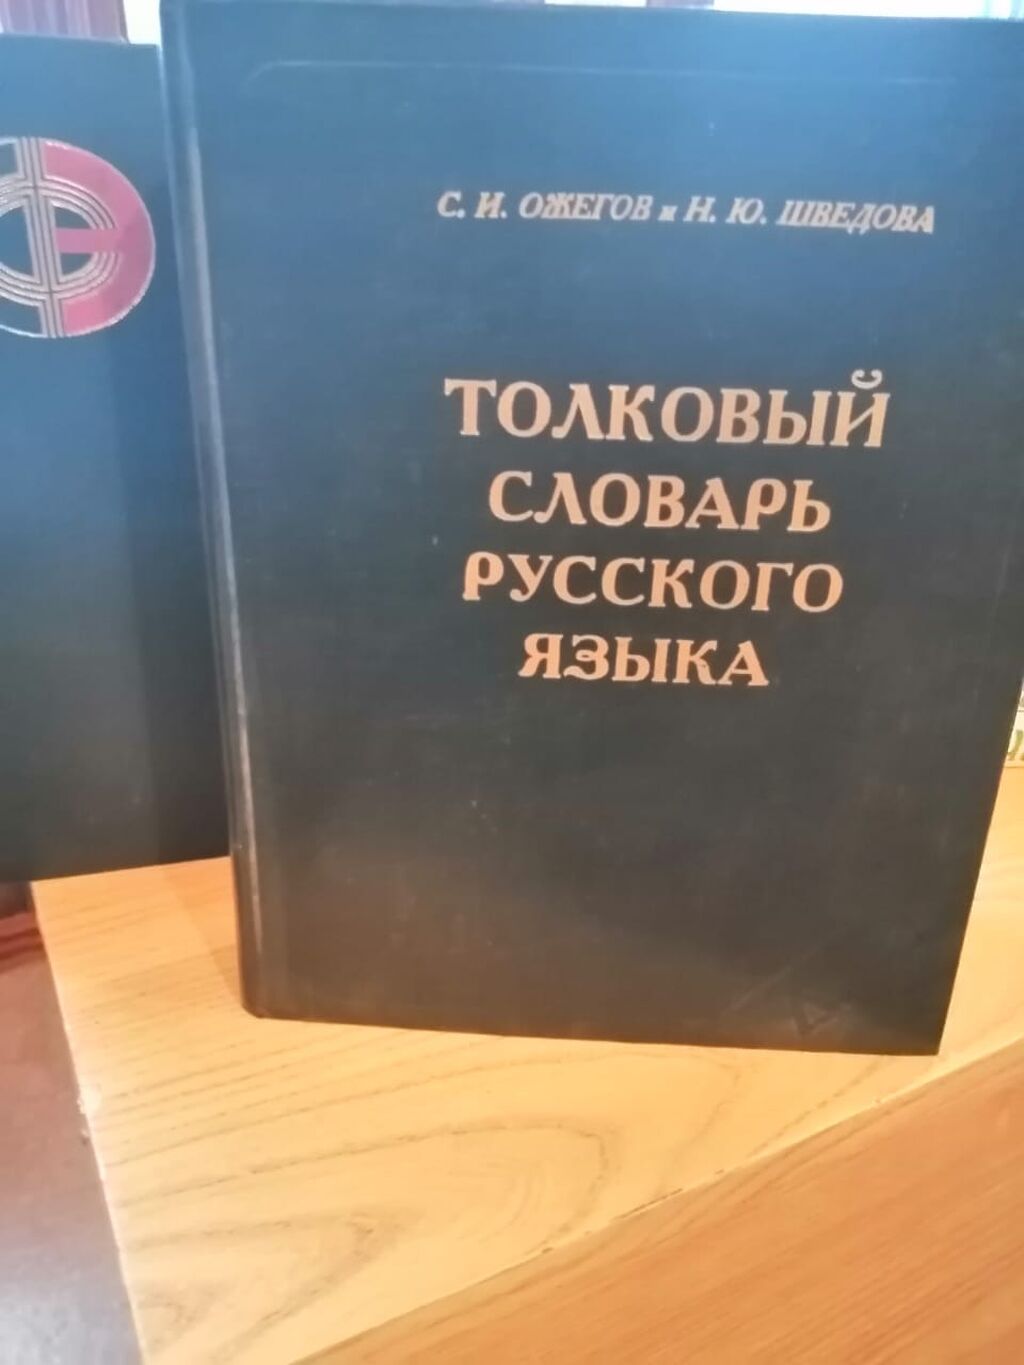 С. И. ОЖЕГОВ и Н. Ю. ШВЕДОВА
ТОЛКОВЫЙ
СЛОВАРЬ
РУССКОГО
ЯЗЫКА